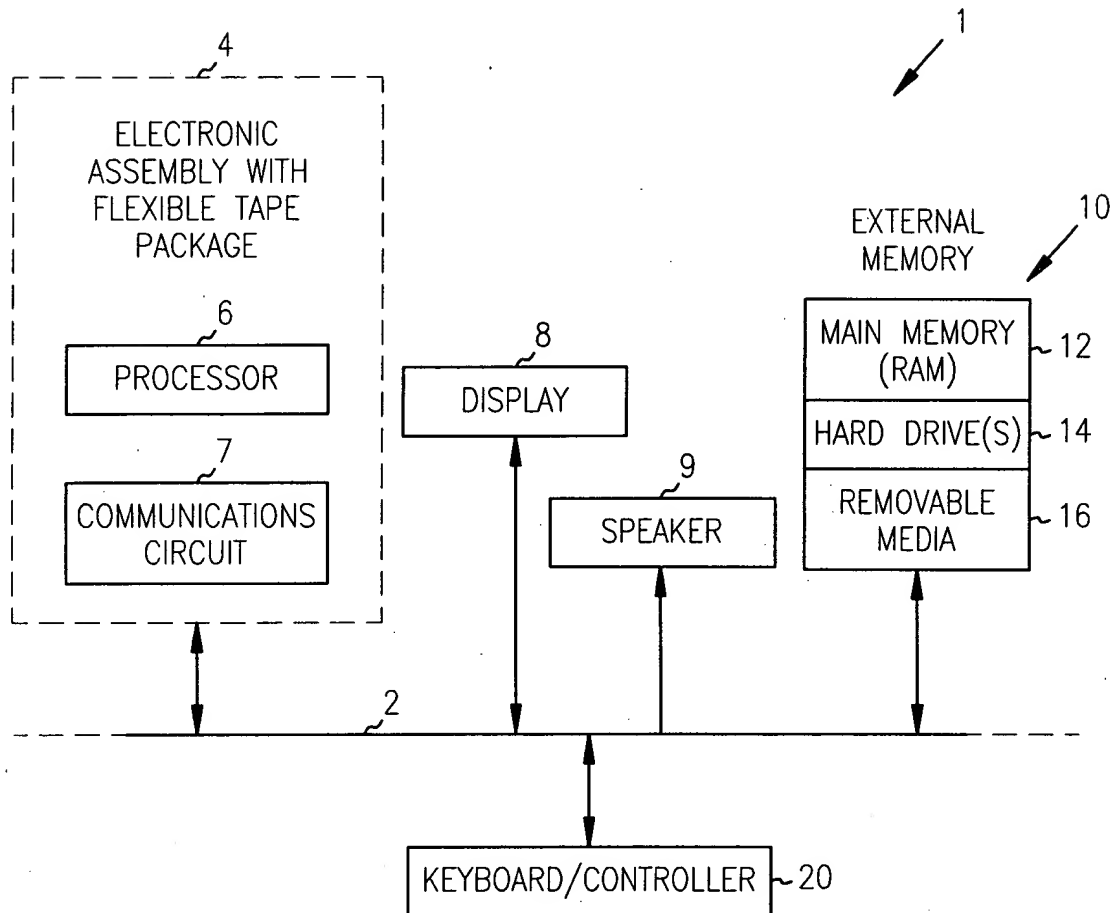 1
4
ELECTRONIC
ASSEMBLY WITH
FLEXIBLE TAPE
PACKAGE
6
PROCESSOR
7
COMMUNICATIONS
CIRCUIT
8
DISPLAY
9
SPEAKER
EXTERNAL
MEMORY
10
MAIN MEMORY
(RAM)
12
HARD DRIVE(S)
14
REMOVABLE
MEDIA
16
2
KEYBOARD/CONTROLLER
20